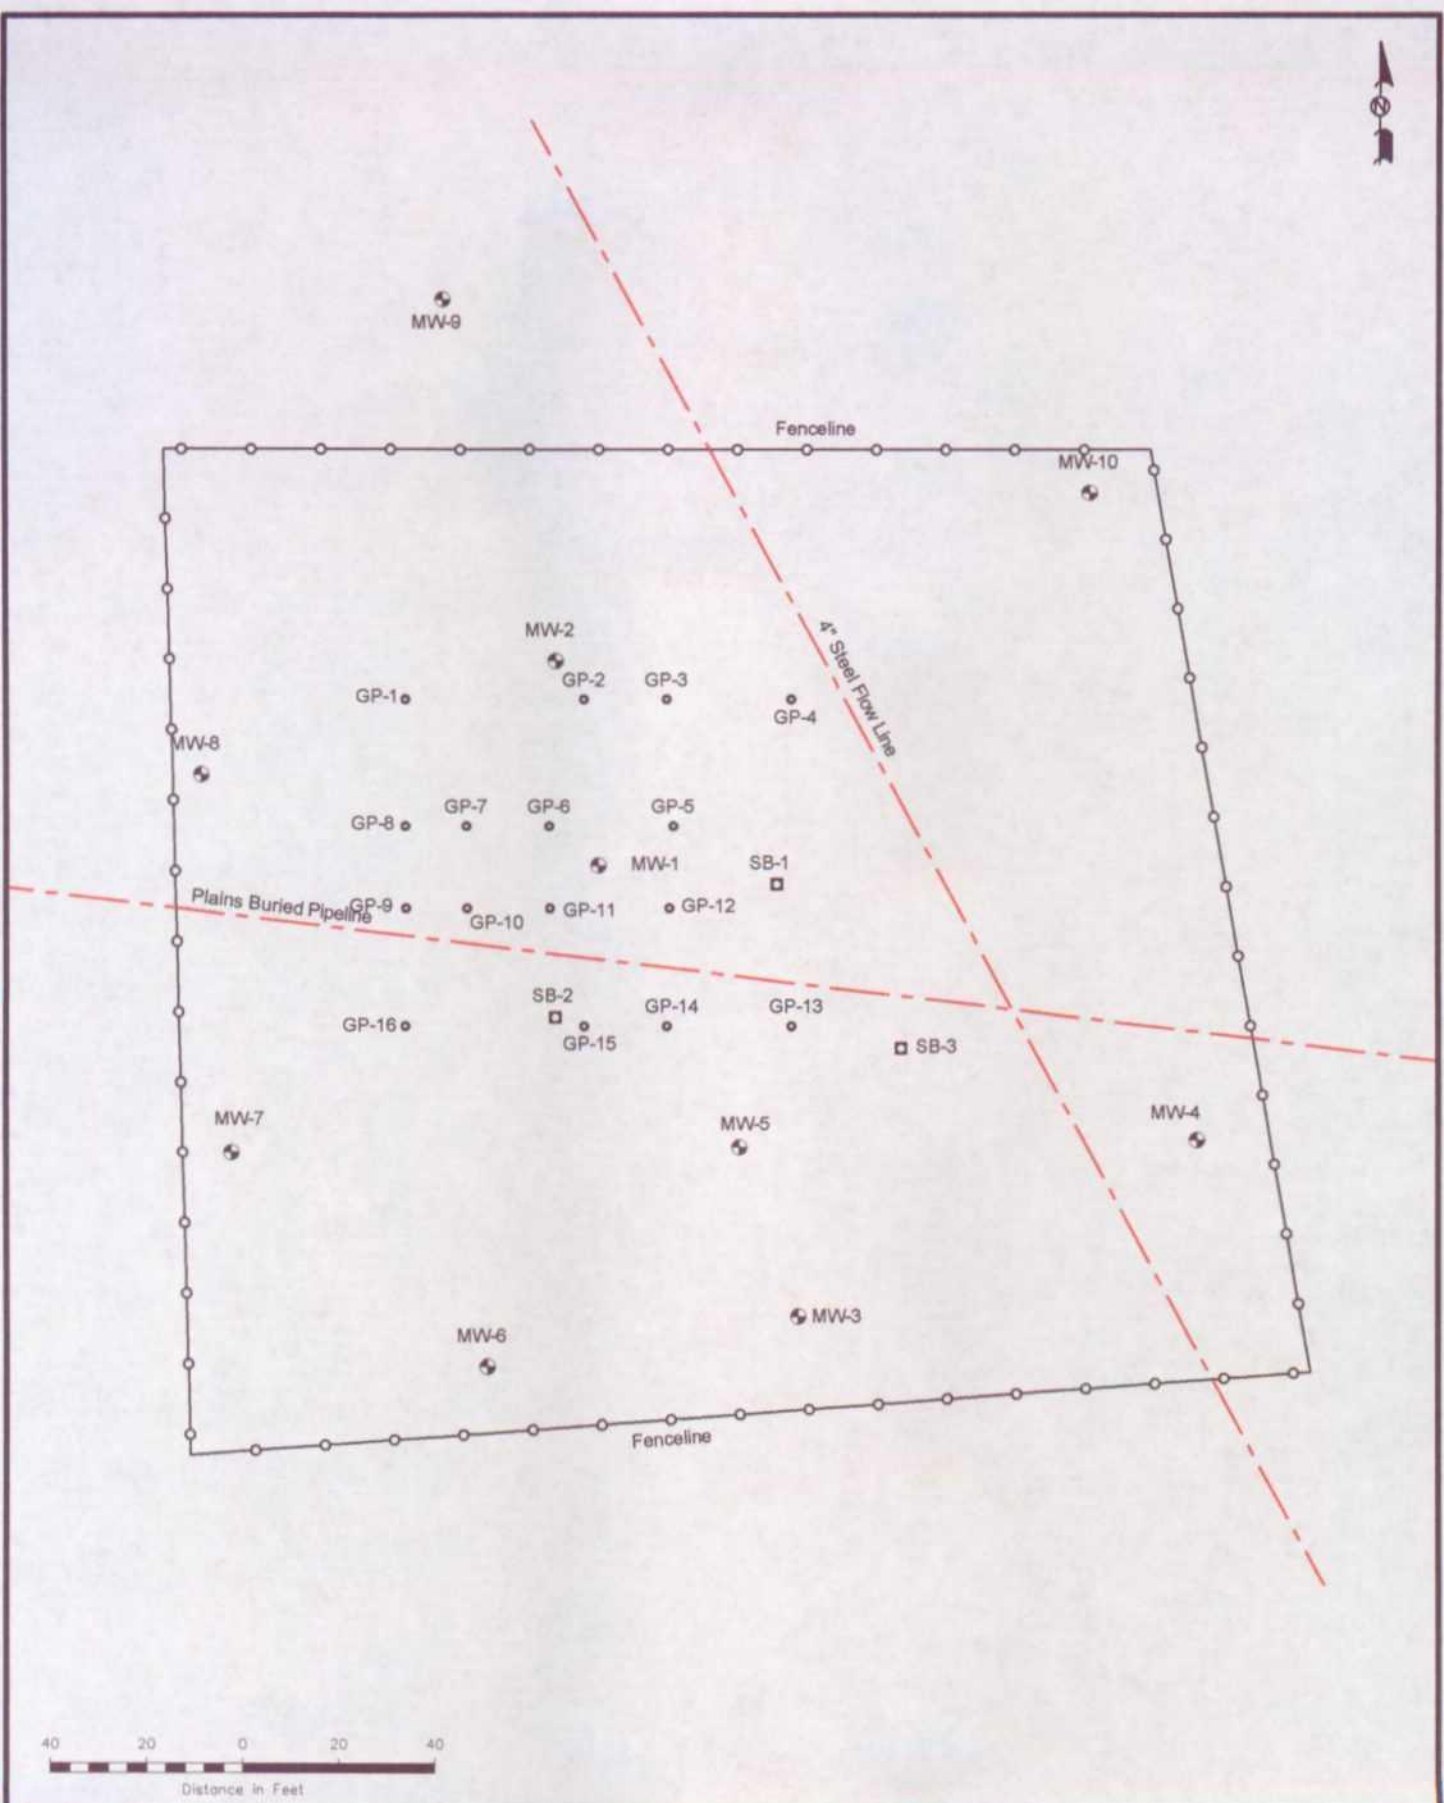 N
MW-9
Fenceline
MW-10
4" Steel Flow Line
MW-2
GP-1
GP-2
GP-3
GP-4
MW-8
GP-8
GP-7
GP-6
GP-5
MW-1
SB-1
Plains Buried Pipeline
GP-9
GP-10
GP-11
GP-12
SB-2
GP-14
GP-13
GP-16
GP-15
SB-3
MW-7
MW-5
MW-4
MW-6
MW-3
Fenceline
40 20 0 20 40
Distance in Feet